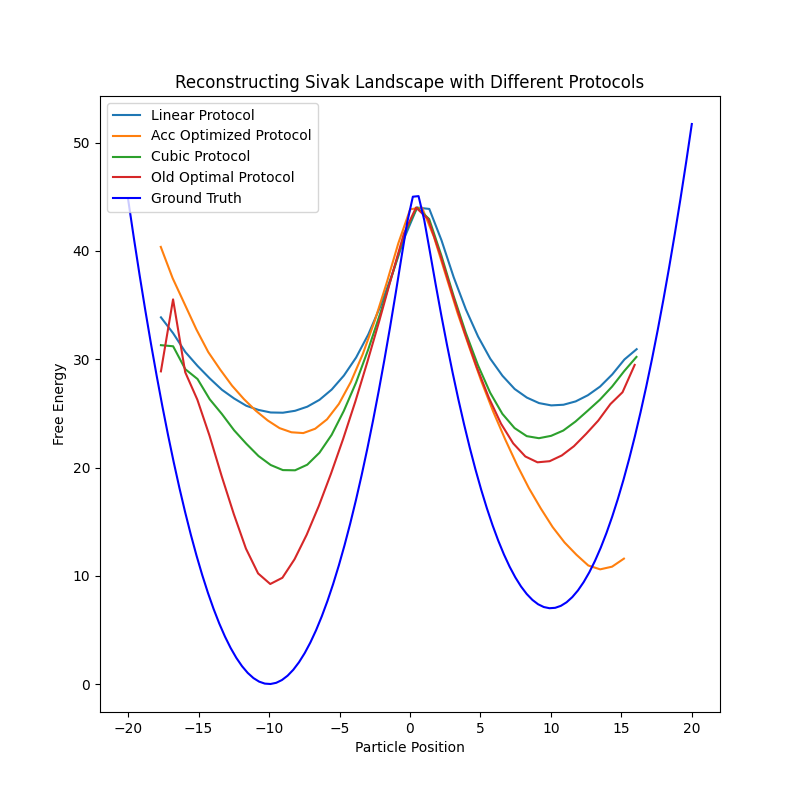 Reconstructing Sivak Landscape with Different Protocols
Linear Protocol
Acc Optimized Protocol
Cubic Protocol
Old Optimal Protocol
Ground Truth
Free Energy
50
40
30
20
10
0
−20
−15
−10
−5
0
5
10
15
20
Particle Position